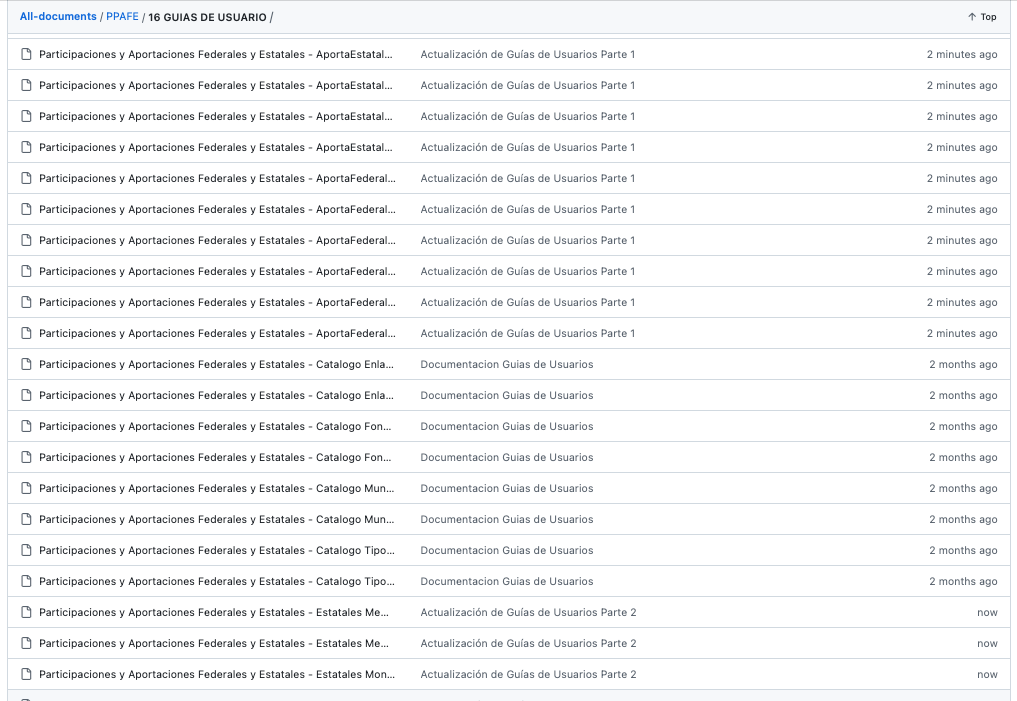 All-documents / PPAFE / 16 GUIAS DE USUARIO / ↑ Top
Participaciones y Aportaciones Federales y Estatales - AportaEstatal... Actualización de Guías de Usuarios Parte 1 2 minutes ago
Participaciones y Aportaciones Federales y Estatales - AportaEstatal... Actualización de Guías de Usuarios Parte 1 2 minutes ago
Participaciones y Aportaciones Federales y Estatales - AportaEstatal... Actualización de Guías de Usuarios Parte 1 2 minutes ago
Participaciones y Aportaciones Federales y Estatales - AportaEstatal... Actualización de Guías de Usuarios Parte 1 2 minutes ago
Participaciones y Aportaciones Federales y Estatales - AportaFederal... Actualización de Guías de Usuarios Parte 1 2 minutes ago
Participaciones y Aportaciones Federales y Estatales - AportaFederal... Actualización de Guías de Usuarios Parte 1 2 minutes ago
Participaciones y Aportaciones Federales y Estatales - AportaFederal... Actualización de Guías de Usuarios Parte 1 2 minutes ago
Participaciones y Aportaciones Federales y Estatales - AportaFederal... Actualización de Guías de Usuarios Parte 1 2 minutes ago
Participaciones y Aportaciones Federales y Estatales - AportaFederal... Actualización de Guías de Usuarios Parte 1 2 minutes ago
Participaciones y Aportaciones Federales y Estatales - AportaFederal... Actualización de Guías de Usuarios Parte 1 2 minutes ago
Participaciones y Aportaciones Federales y Estatales - Catalogo Enla... Documentacion Guias de Usuarios 2 months ago
Participaciones y Aportaciones Federales y Estatales - Catalogo Enla... Documentacion Guias de Usuarios 2 months ago
Participaciones y Aportaciones Federales y Estatales - Catalogo Fon... Documentacion Guias de Usuarios 2 months ago
Participaciones y Aportaciones Federales y Estatales - Catalogo Fon... Documentacion Guias de Usuarios 2 months ago
Participaciones y Aportaciones Federales y Estatales - Catalogo Mun... Documentacion Guias de Usuarios 2 months ago
Participaciones y Aportaciones Federales y Estatales - Catalogo Mun... Documentacion Guias de Usuarios 2 months ago
Participaciones y Aportaciones Federales y Estatales - Catalogo Tipo... Documentacion Guias de Usuarios 2 months ago
Participaciones y Aportaciones Federales y Estatales - Catalogo Tipo... Documentacion Guias de Usuarios 2 months ago
Participaciones y Aportaciones Federales y Estatales - Estatales Me... Actualización de Guías de Usuarios Parte 2 now
Participaciones y Aportaciones Federales y Estatales - Estatales Me... Actualización de Guías de Usuarios Parte 2 now
Participaciones y Aportaciones Federales y Estatales - Estatales Mon... Actualización de Guías de Usuarios Parte 2 now